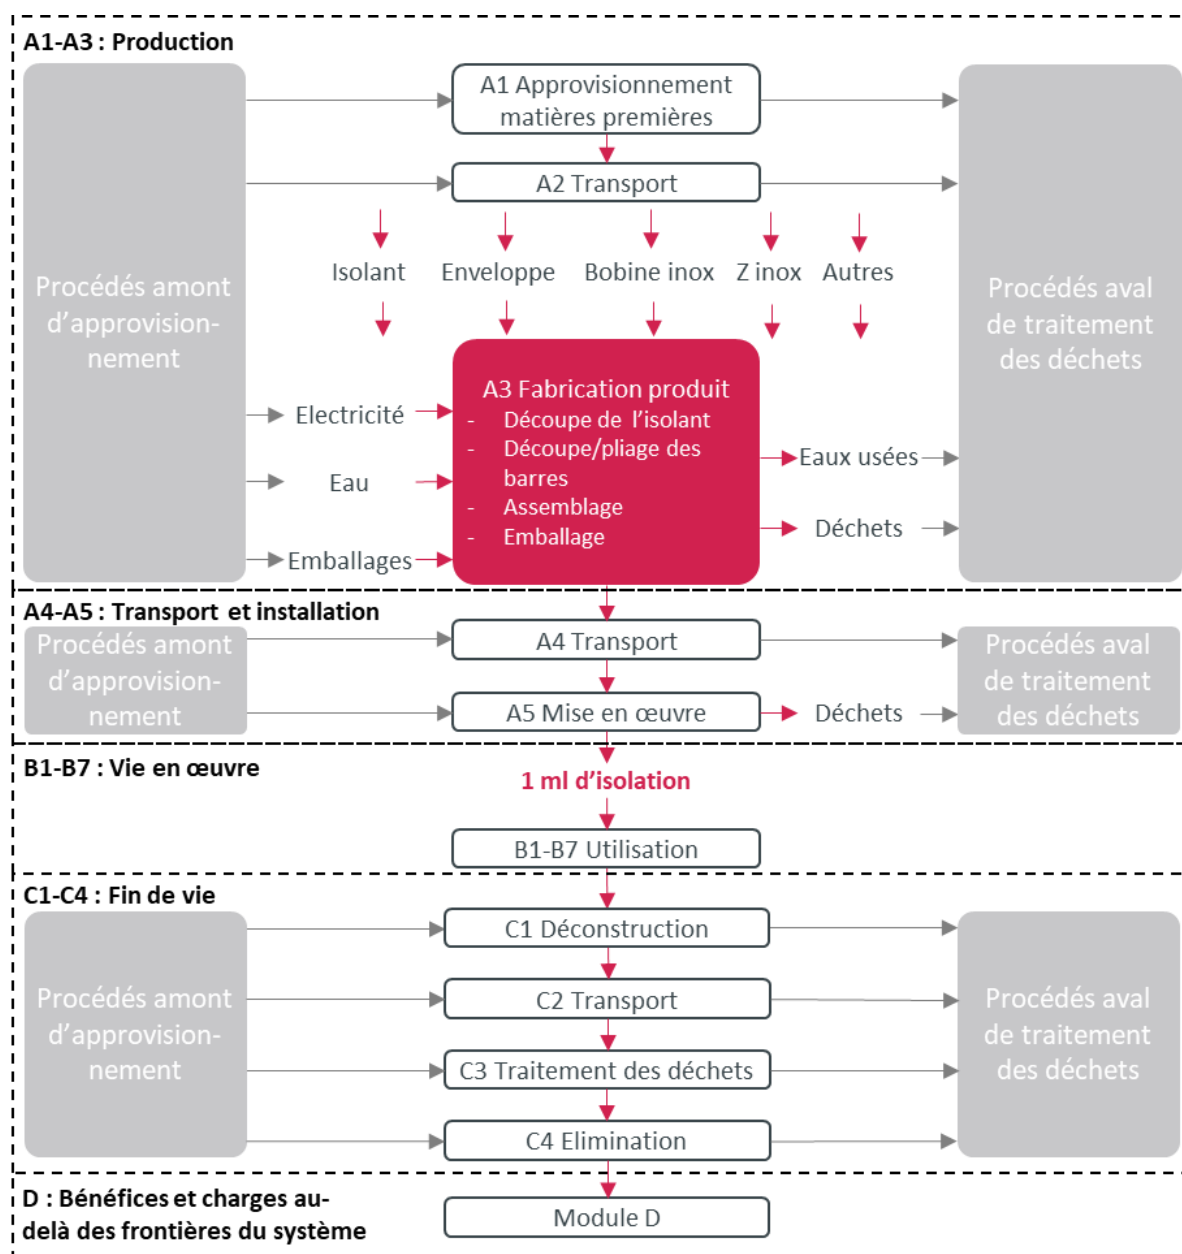 A1-A3 : Production
A1 Approvisionnement
matières premières
A2 Transport
Isolant
Enveloppe
Bobine inox
Z inox
Autres
Procédés amont
d’approvision-
nement
Procédés aval
de traitement
des déchets
A3 Fabrication produit
- Découpe de l’isolant
- Découpe/pliage des
barres
- Assemblage
- Emballage
Electricité
Eau
Emballages
Eaux usées
Déchets
A4-A5 : Transport et installation
Procédés amont
d’approvision-
nement
A4 Transport
A5 Mise en œuvre
Déchets
Procédés aval
de traitement
des déchets
B1-B7 : Vie en œuvre
1 ml d’isolation
B1-B7 Utilisation
C1-C4 : Fin de vie
Procédés amont
d’approvision-
nement
C1 Déconstruction
C2 Transport
C3 Traitement des déchets
C4 Elimination
Procédés aval
de traitement
des déchets
D : Bénéfices et charges au-
delà des frontières du système
Module D